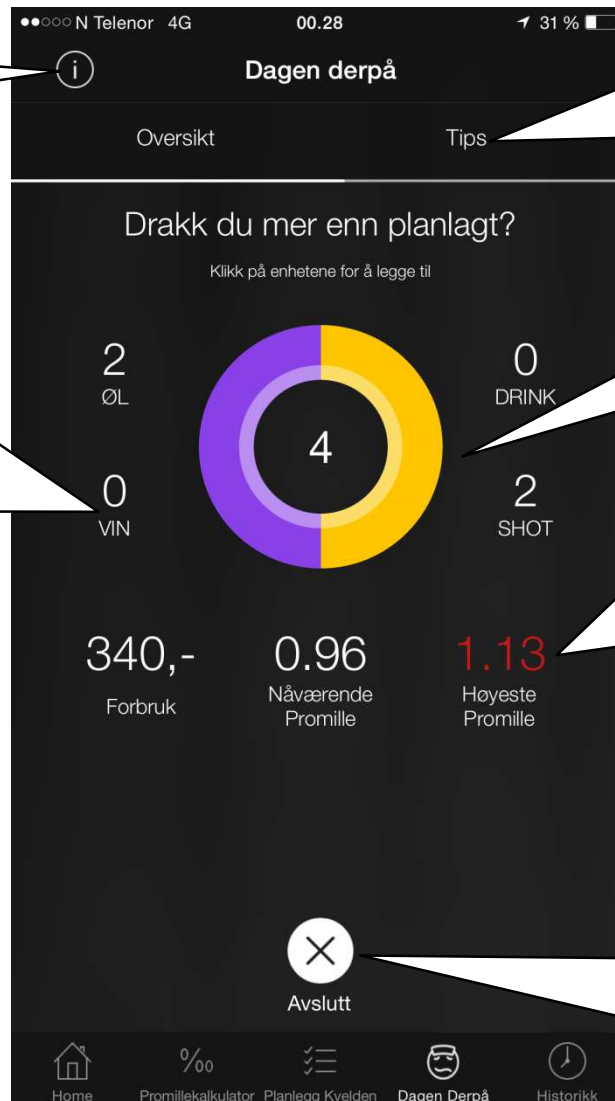 N Telenor 4G 00.28 31 %
i
Dagen derpå
Oversikt Tips
Drakk du mer enn planlagt?
Klikk på enhetene for å legge til
2
ØL
0
DRINK
4
0
VIN
2
SHOT
340,-
Forbruk
0.96
Nåværende
Promille
1.13
Høyeste
Promille
Avslutt
%o
Home Promillekalkulator Planlegg Kvelden Dagen Derpå Historikk